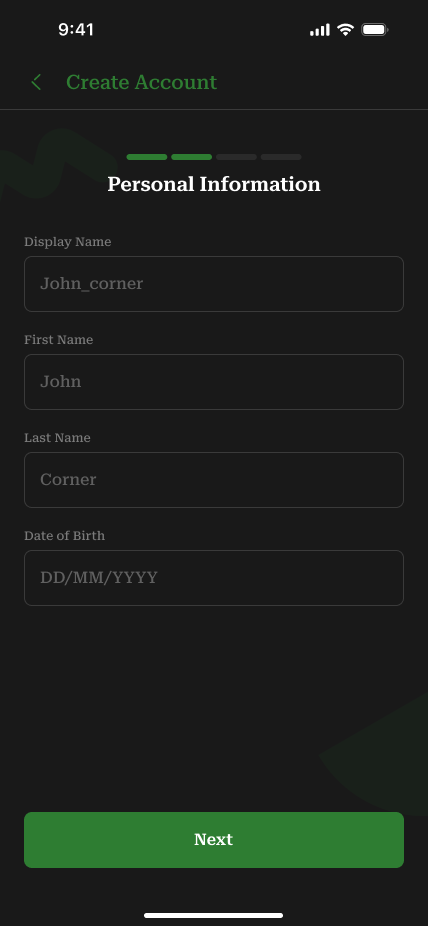 9:41
Create Account
Personal Information
Display Name
John_corner
First Name
John
Last Name
Corner
Date of Birth
DD/MM/YYYY
Next